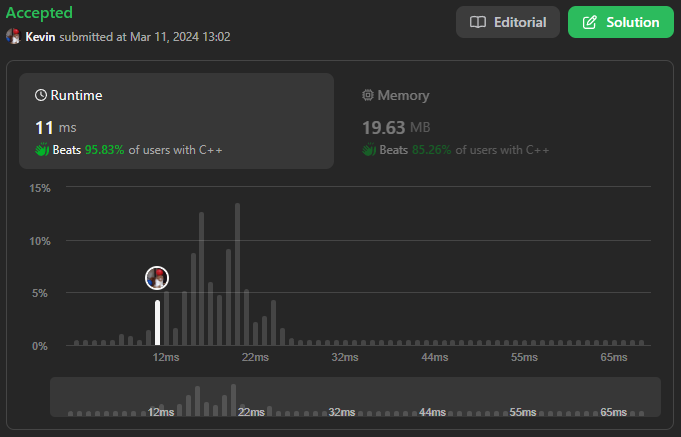 Accepted
Editorial
Solution
Kevin submitted at Mar 11, 2024 13:02
Runtime
Memory
11 ms
19.63 MB
Beats 95.83% of users with C++
Beats 85.26% of users with C++
15%
10%
5%
0%
12ms 22ms 32ms 44ms 55ms 65ms
12ms 22ms 32ms 44ms 55ms 65ms